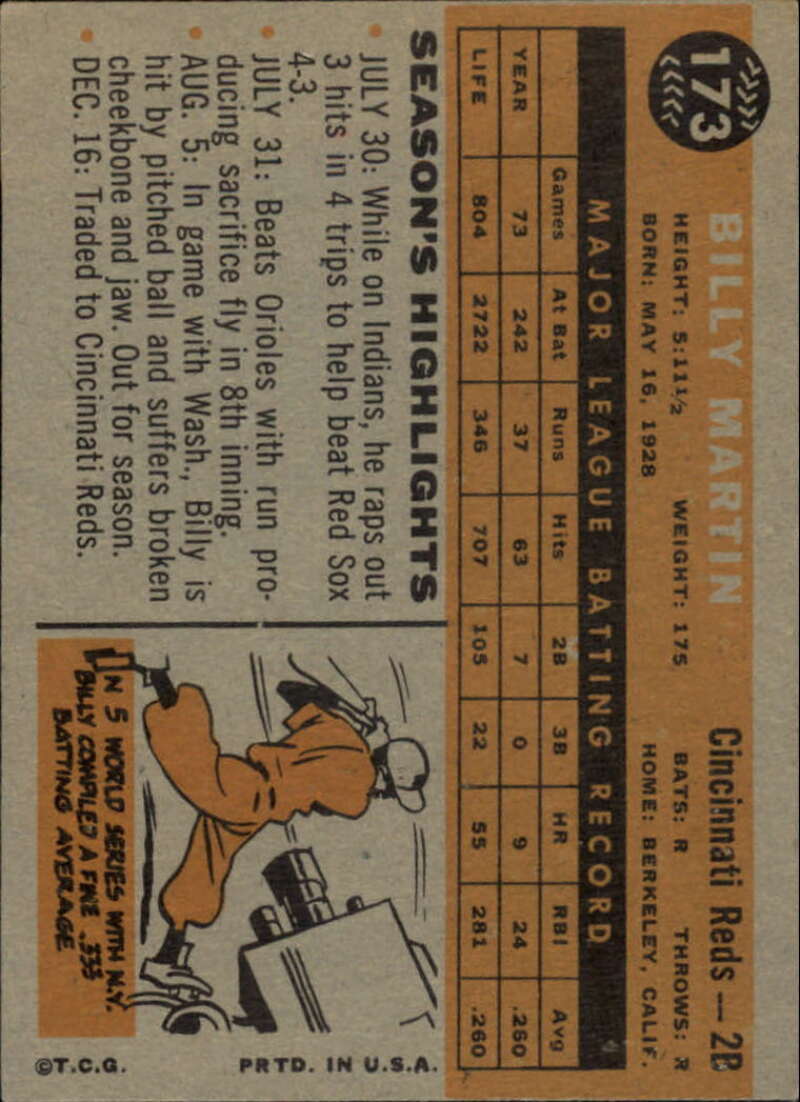 173
BILLY MARTIN
Cincinnati Reds — 2B
HEIGHT: 5:11½ WEIGHT: 175 BATS: R THROWS: R
BORN: MAY 16, 1928 HOME: BERKELEY, CALIF.
MAJOR LEAGUE BATTING RECORD
Games At Bat Runs Hits 2B 3B HR RBI Avg
YEAR 73 242 37 63 7 0 9 24 .260
LIFE 804 2722 346 707 105 22 55 281 .260
SEASON'S HIGHLIGHTS
• JULY 30: While on Indians, he raps out
3 hits in 4 trips to help beat Red Sox
4-3.
• JULY 31: Beats Orioles with run pro-
ducing sacrifice fly in 8th inning.
• AUG. 5: In game with Wash., Billy is
hit by pitched ball and suffers broken
cheekbone and jaw. Out for season.
• DEC. 16: Traded to Cincinnati Reds.
IN 5 WORLD SERIES WITH N.Y.
BILLY COMPILED A FINE .333
BATTING AVERAGE.
©T.C.G. PRTD. IN U.S.A.